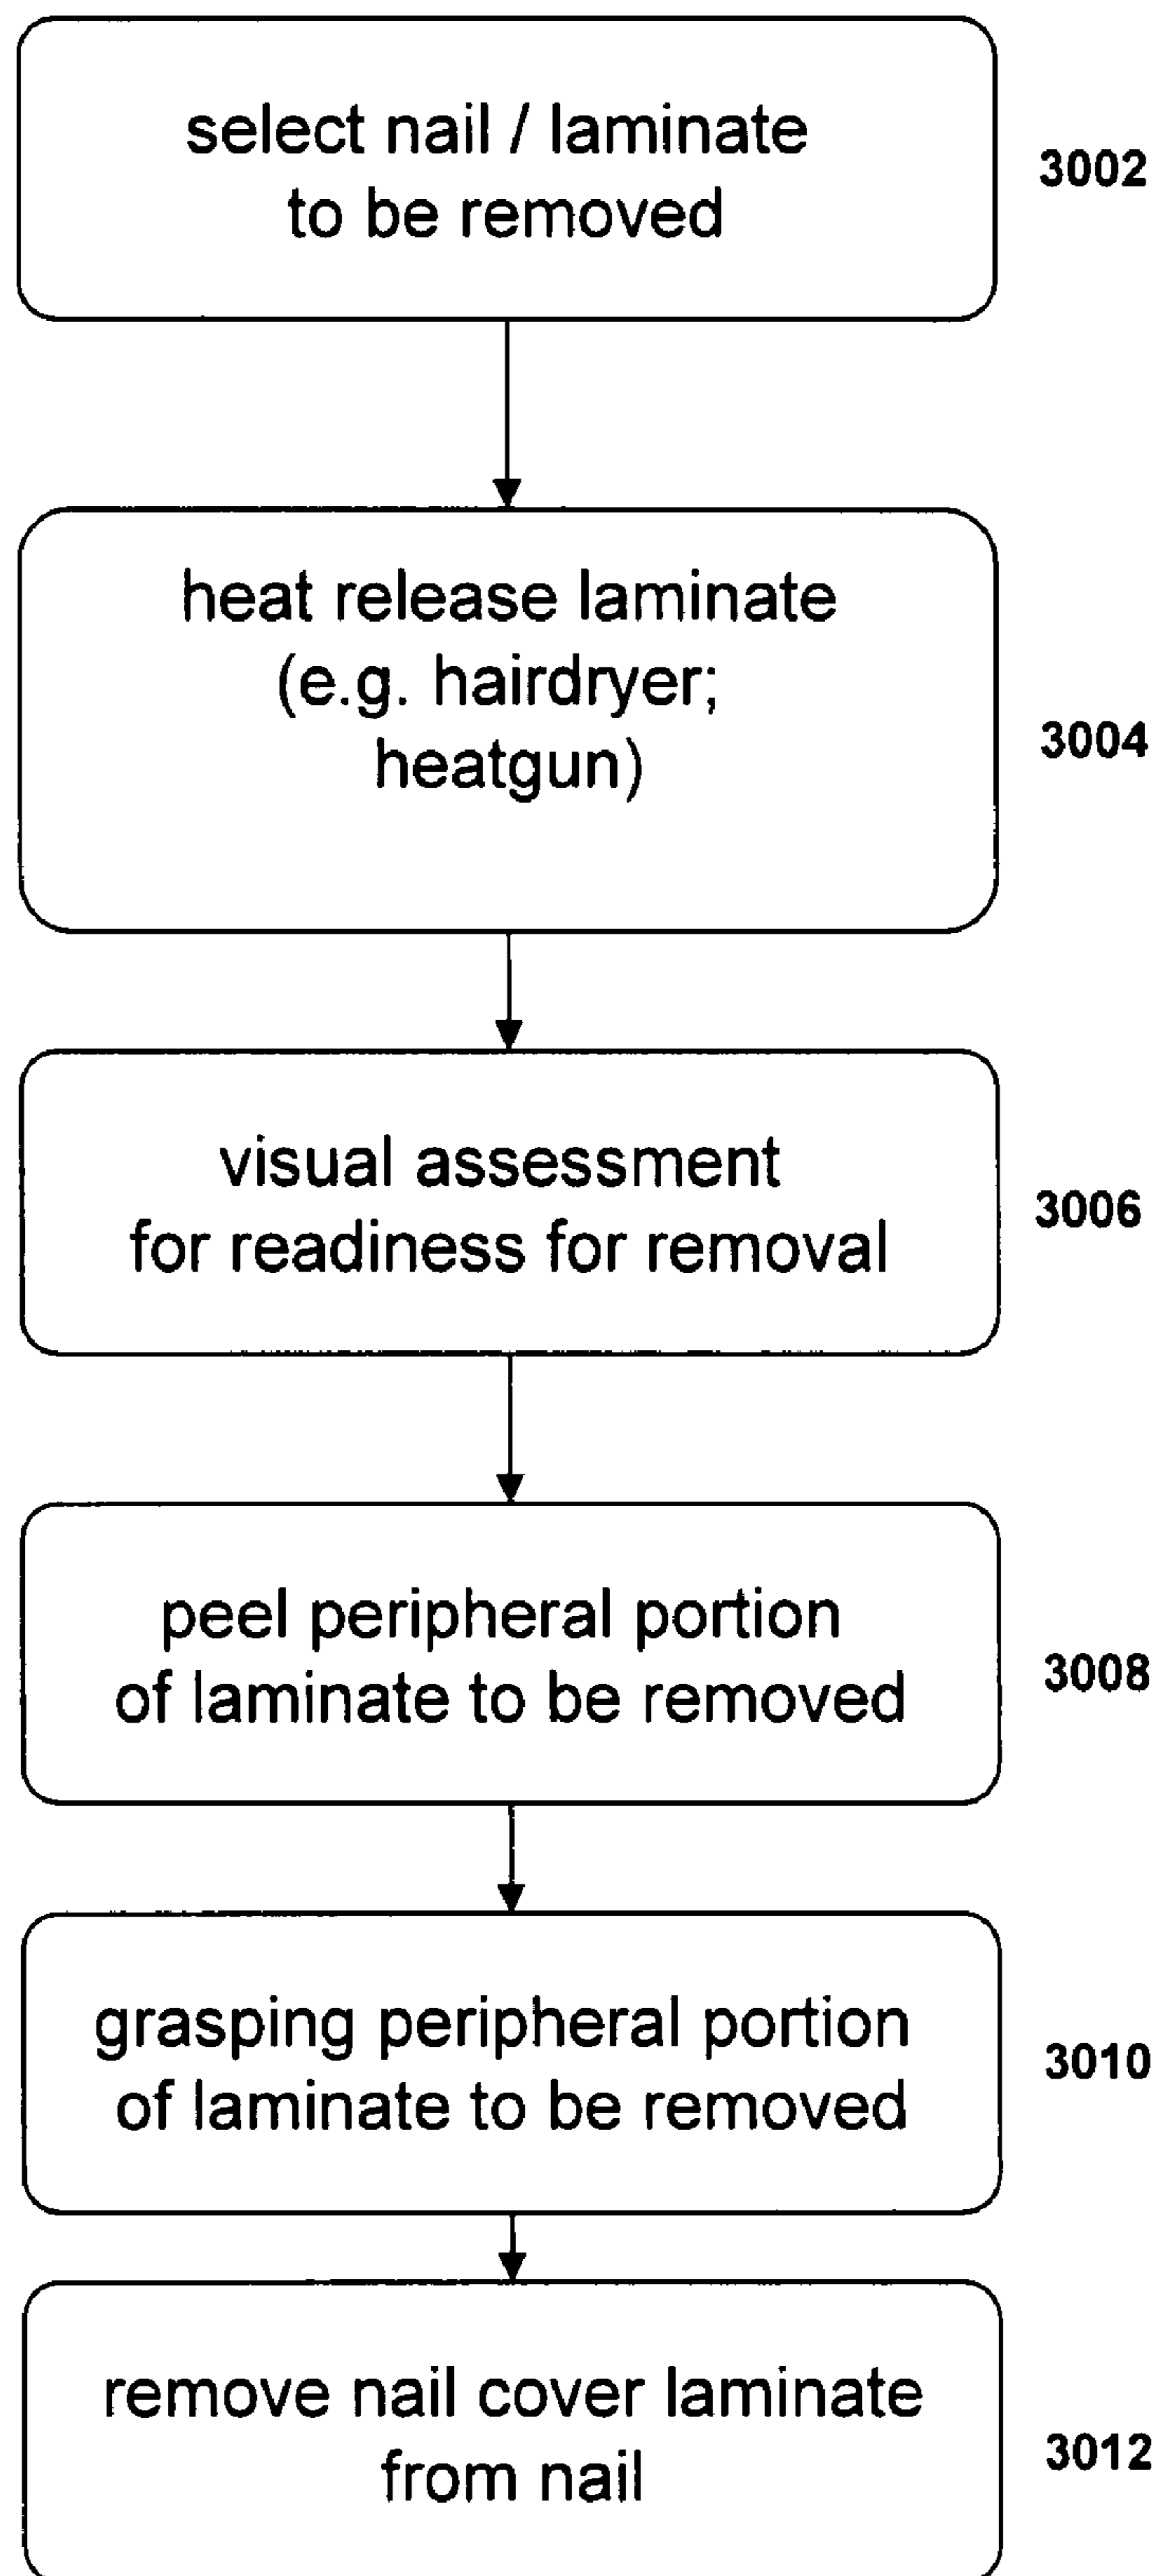 select nail / laminate
to be removed
3002
heat release laminate
(e.g. hairdryer;
heatgun)
3004
visual assessment
for readiness for removal
3006
peel peripheral portion
of laminate to be removed
3008
grasping peripheral portion
of laminate to be removed
3010
remove nail cover laminate
from nail
3012